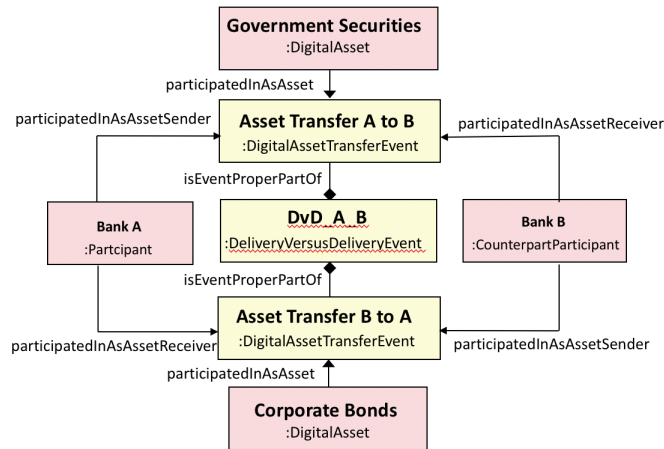 Government Securities
:DigitalAsset
participatedInAsAsset
participatedInAsAssetSender
Asset Transfer A to B
:DigitalAssetTransferEvent
participatedInAsAssetReceiver
isEventProperPartOf
Bank A
:Partcipant
DvD_A_B
:DeliveryVersusDeliveryEvent
Bank B
:CounterpartParticipant
isEventProperPartOf
Asset Transfer B to A
:DigitalAssetTransferEvent
participatedInAsAssetReceiver
participatedInAsAssetSender
participatedInAsAsset
Corporate Bonds
:DigitalAsset